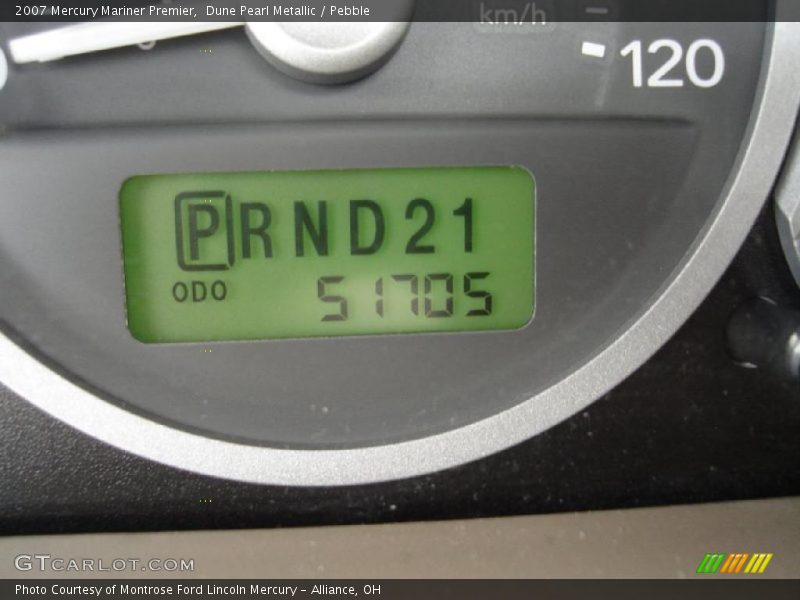 2007 Mercury Mariner Premier, Dune Pearl Metallic / Pebble
km/h
120
PRND21
ODO 51705
GTCARLOT.COM
Photo Courtesy of Montrose Ford Lincoln Mercury - Alliance, OH